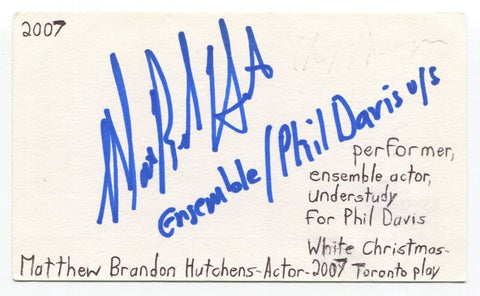 2007
Ensemble/Phil Davis u/s
performer,
ensemble actor,
understudy
For Phil Davis
White Christmas-
Matthew Brandon Hutchens-Actor-2007 Toronto play